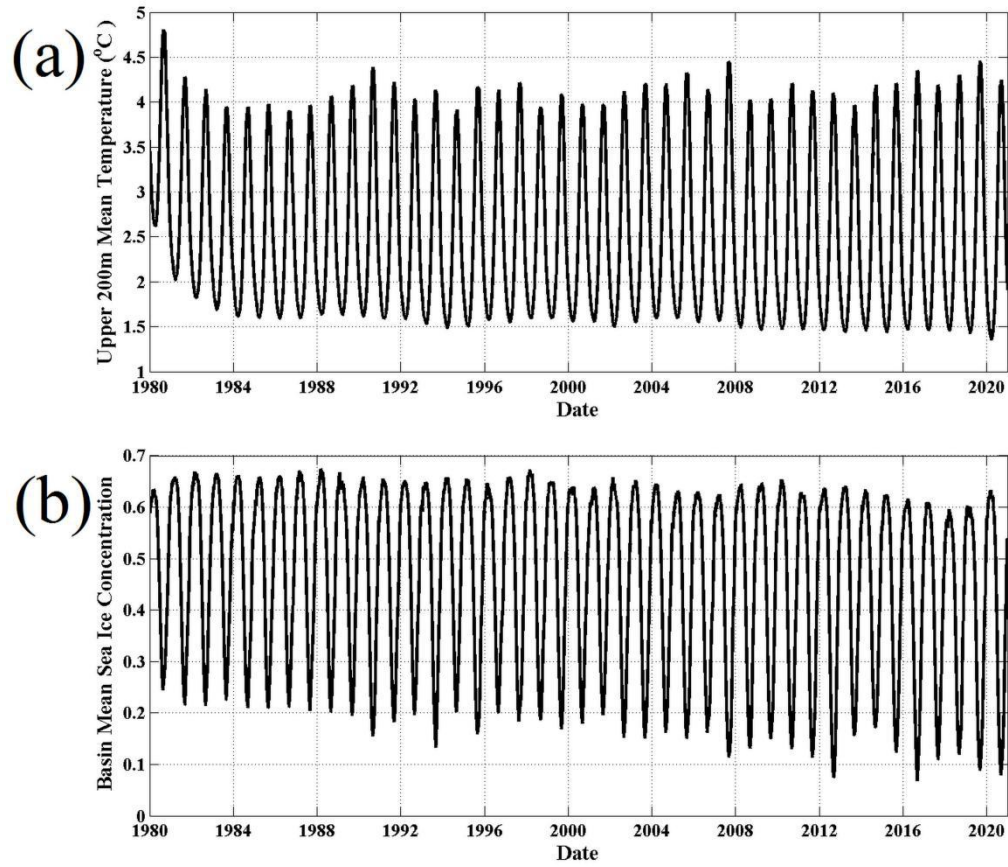 (a)
Upper 200m Mean Temperature (°C )
5
4.5
4
3.5
3
2.5
2
1.5
1
1980 1984 1988 1992 1996 2000 2004 2008 2012 2016 2020
Date
(b)
Basin Mean Sea Ice Concentration
0.7
0.6
0.5
0.4
0.3
0.2
0.1
0
1980 1984 1988 1992 1996 2000 2004 2008 2012 2016 2020
Date